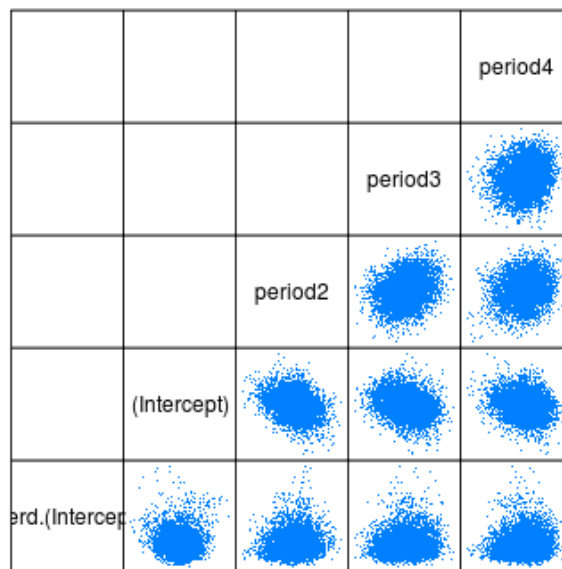 period4
period3
period2
(Intercept)
erd.(Intercep